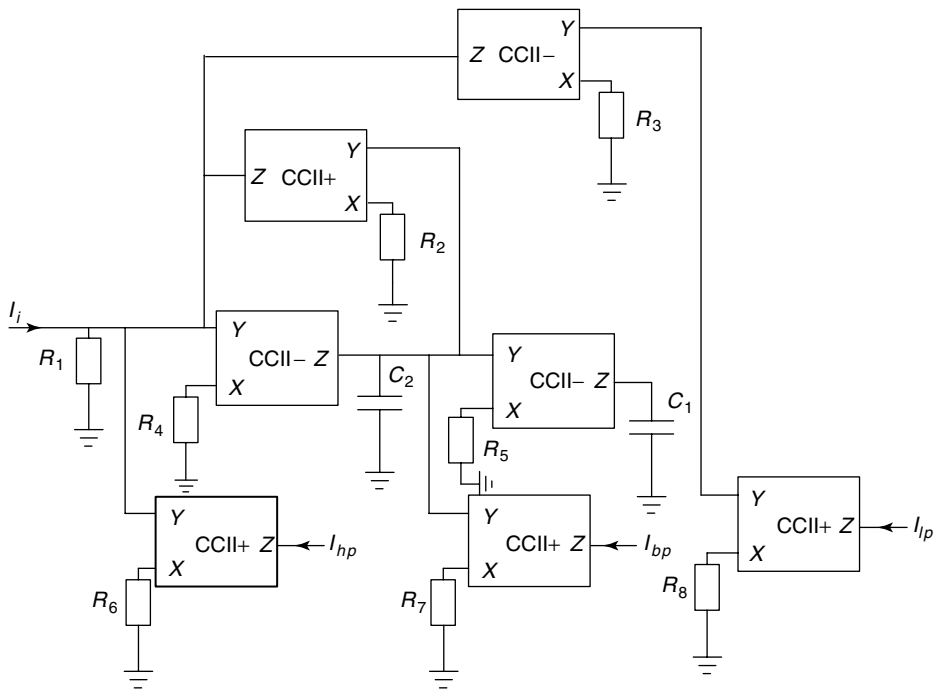 Y
Z CCII−
X
R3
Y
Z CCII+
X
R2
Ii
R1
Y
CCII− Z
X
R4
C2
Y
CCII− Z
X
R5
C1
Y
CCII+ Z
X
Ihp
R6
Y
CCII+ Z
X
Ibp
R7
Y
CCII+ Z
X
Ilp
R8